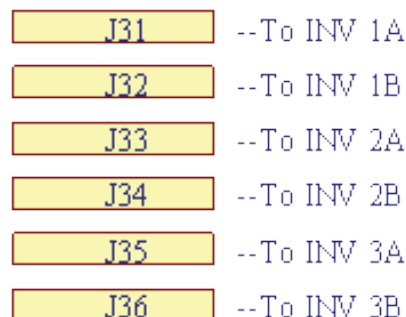 J31 --To INV 1A
J32 --To INV 1B
J33 --To INV 2A
J34 --To INV 2B
J35 --To INV 3A
J36 --To INV 3B